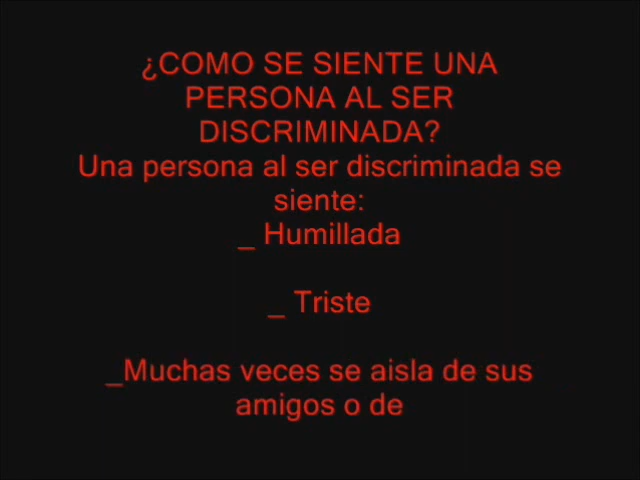 ¿COMO SE SIENTE UNA
PERSONA AL SER
DISCRIMINADA?
Una persona al ser discriminada se
siente:
_ Humillada
_ Triste
_Muchas veces se aisla de sus
amigos o de